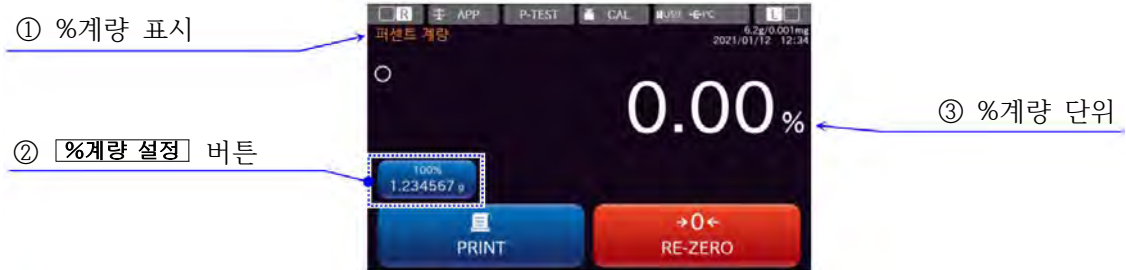 ① %계량 표시
R APP P-TEST CAL USB PC L
퍼센트 계량
6.2g/0.001mg
2021/01/12 12:34
0.00 %
③ %계량 단위
② %계량 설정 버튼
100%
1.234567 g
→0←
PRINT RE-ZERO